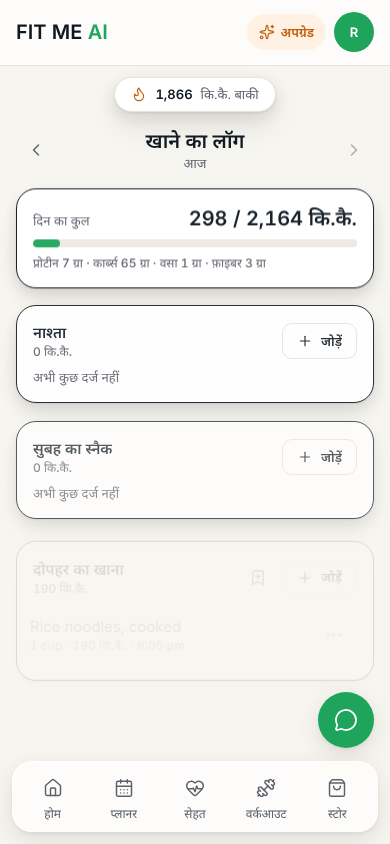 FIT ME AI
अपग्रेड
R
1,866 कि.कै. बाकी
खाने का लॉग
आज
दिन का कुल
298 / 2,164 कि.कै.
प्रोटीन 7 ग्रा · कार्ब्स 65 ग्रा · वसा 1 ग्रा · फ़ाइबर 3 ग्रा
नाश्ता
जोड़ें
0 कि.कै.
अभी कुछ दर्ज नहीं
सुबह का स्नैक
जोड़ें
0 कि.कै.
अभी कुछ दर्ज नहीं
दोपहर का खाना
जोड़ें
190 कि.कै.
Rice noodles, cooked
1 cup · 190 कि.कै. · 8:05 pm
होम
प्लानर
सेहत
वर्कआउट
स्टोर